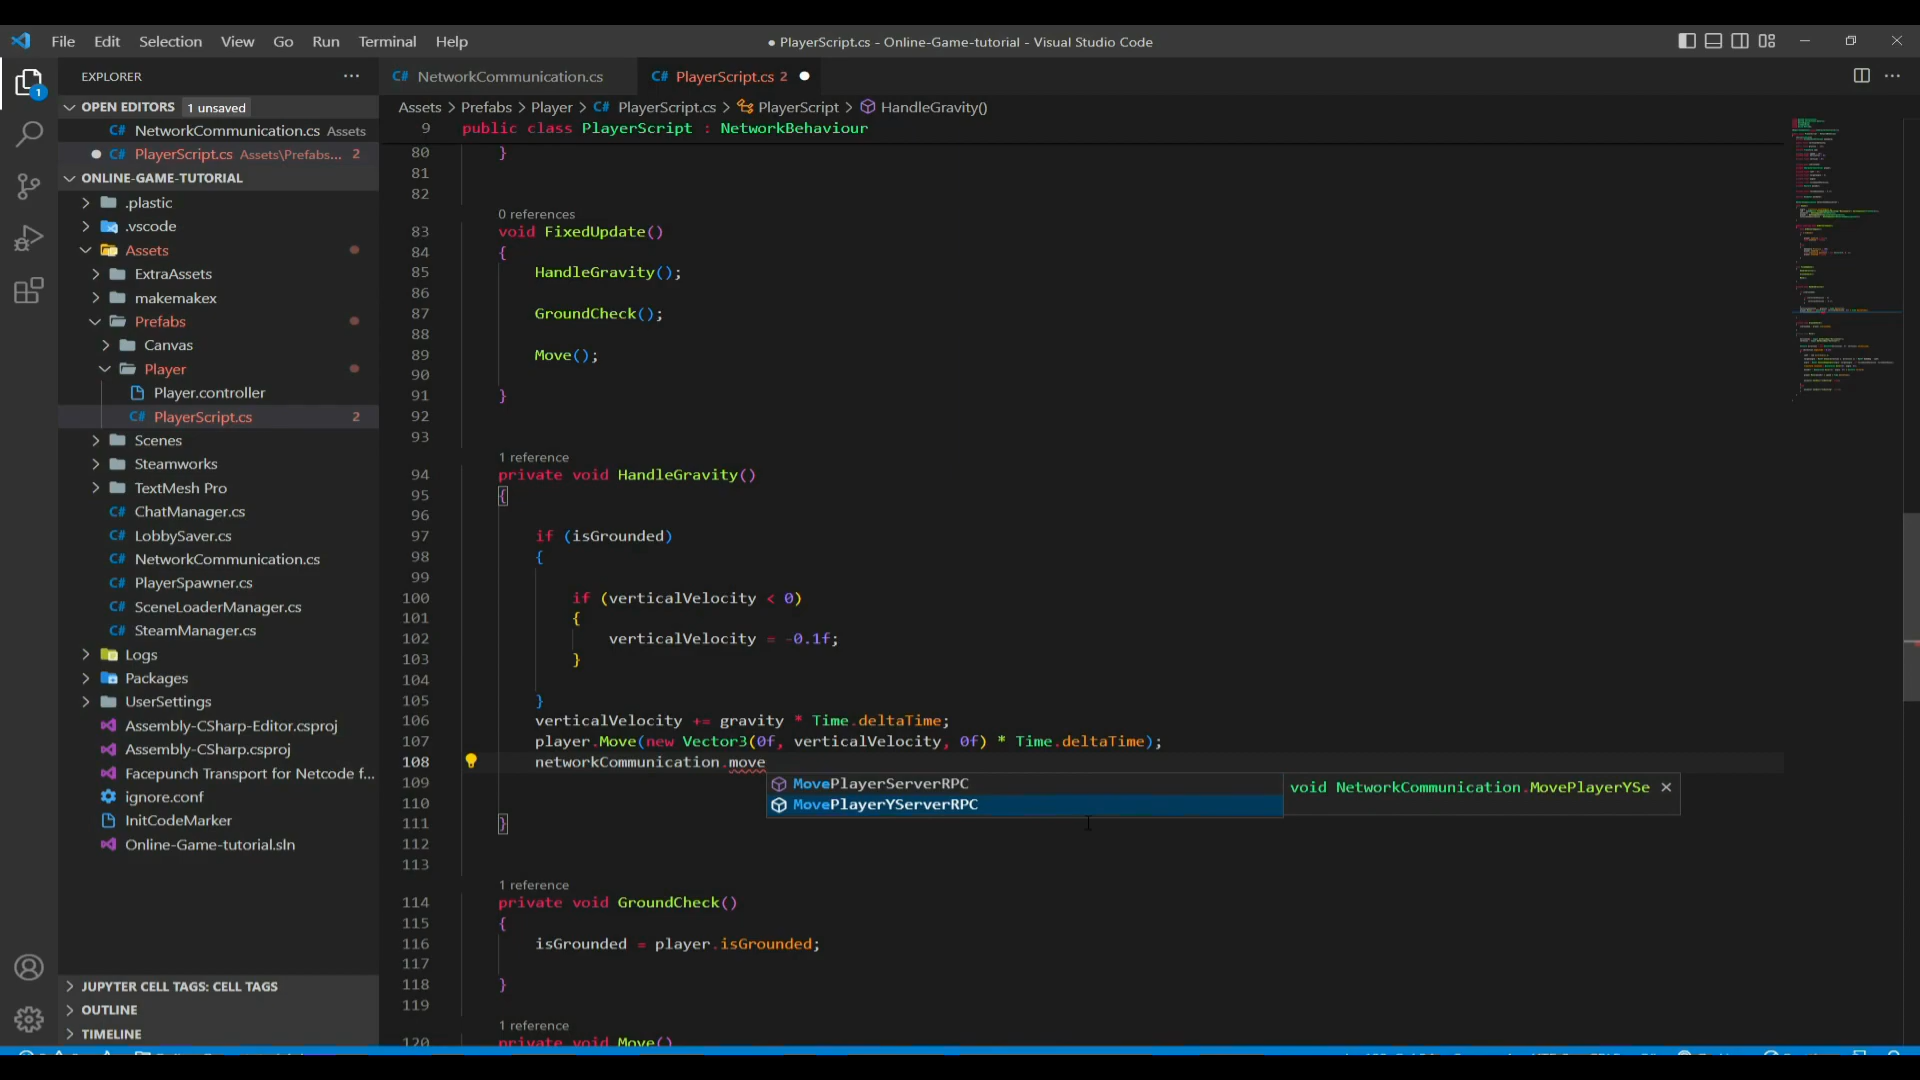 File Edit Selection View Go Run Terminal Help
● PlayerScript.cs - Online-Game-tutorial - Visual Studio Code
EXPLORER
OPEN EDITORS 1 unsaved
C# NetworkCommunication.cs Assets
● C# PlayerScript.cs Assets\Prefabs... 2
ONLINE-GAME-TUTORIAL
.plastic
.vscode
Assets
ExtraAssets
makemakex
Prefabs
Canvas
Player
Player.controller
C# PlayerScript.cs 2
Scenes
Steamworks
TextMesh Pro
C# ChatManager.cs
C# LobbySaver.cs
C# NetworkCommunication.cs
C# PlayerSpawner.cs
C# SceneLoaderManager.cs
C# SteamManager.cs
Logs
Packages
UserSettings
Assembly-CSharp-Editor.csproj
Assembly-CSharp.csproj
Facepunch Transport for Netcode f...
ignore.conf
InitCodeMarker
Online-Game-tutorial.sln
JUPYTER CELL TAGS: CELL TAGS
OUTLINE
TIMELINE
1
C# NetworkCommunication.cs
C# PlayerScript.cs 2 ●
Assets > Prefabs > Player > C# PlayerScript.cs > PlayerScript > HandleGravity()
9 public class PlayerScript : NetworkBehaviour
80 }
81
82
0 references
83 void FixedUpdate()
84 {
85 HandleGravity();
86
87 GroundCheck();
88
89 Move();
90
91 }
92
93
1 reference
94 private void HandleGravity()
95 {
96
97 if (isGrounded)
98 {
99
100 if (verticalVelocity < 0)
101 {
102 verticalVelocity = -0.1f;
103 }
104
105 }
106 verticalVelocity += gravity * Time.deltaTime;
107 player.Move(new Vector3(0f, verticalVelocity, 0f) * Time.deltaTime);
108 networkCommunication.move
109
MovePlayerServerRPC
void NetworkCommunication.MovePlayerYSe
110
MovePlayerYServerRPC
111 }
112
113
1 reference
114 private void GroundCheck()
115 {
116 isGrounded = player.isGrounded;
117
118 }
119
1 reference
120 private void Move()